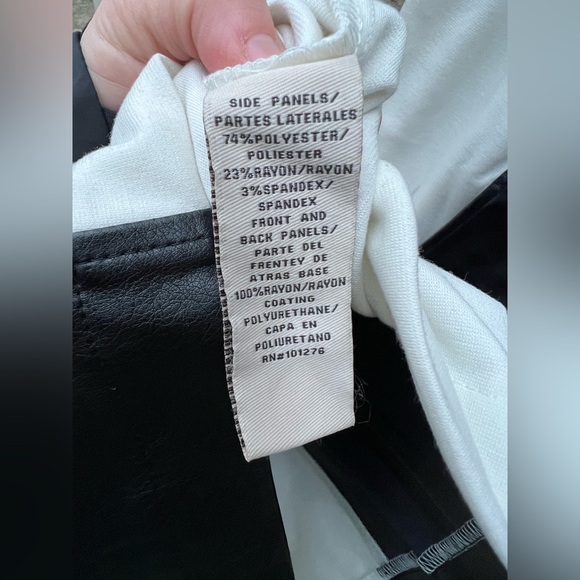 SIDE PANELS/
PARTES LATERALES
74%POLYESTER/
POLIESTER
23%RAYON/RAYON
3%SPANDEX/
SPANDEX
FRONT AND
BACK PANELS/
PARTE DEL
FRENTEY DE
ATRAS BASE
100%RAYON/RAYON
COATING
POLYURETHANE/
CAPA EN
POLIURETANO
RN#101276